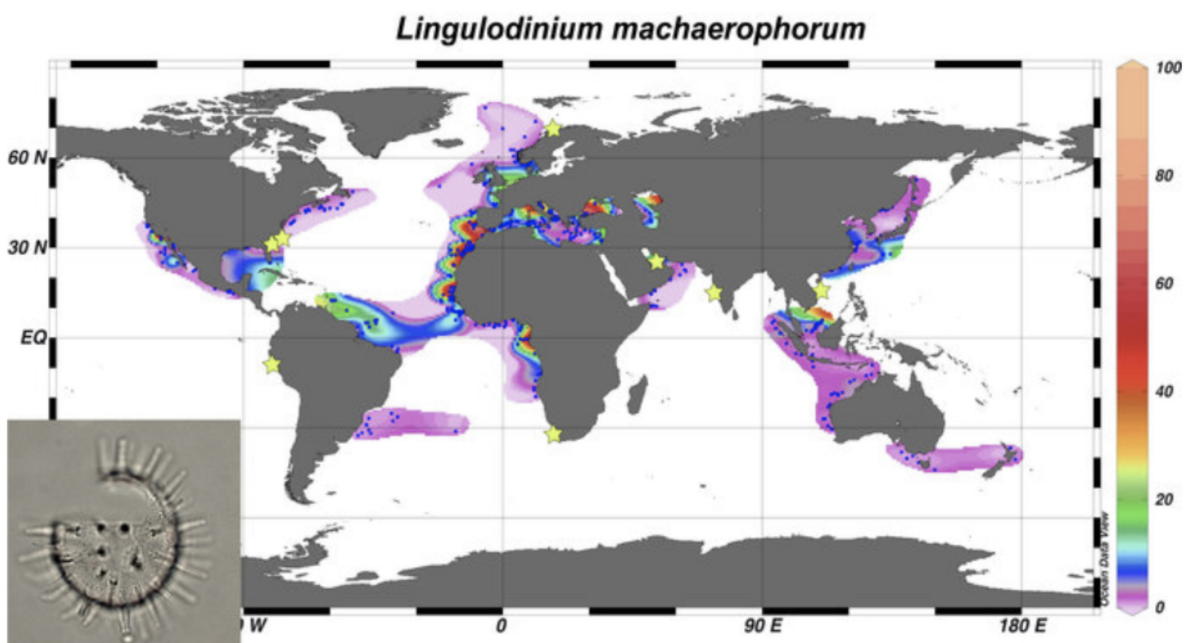 Lingulodinium machaerophorum
100
60 N
80
60
30 N
40
EQ
20
Ocean Data View
0
W
0
90 E
180 E